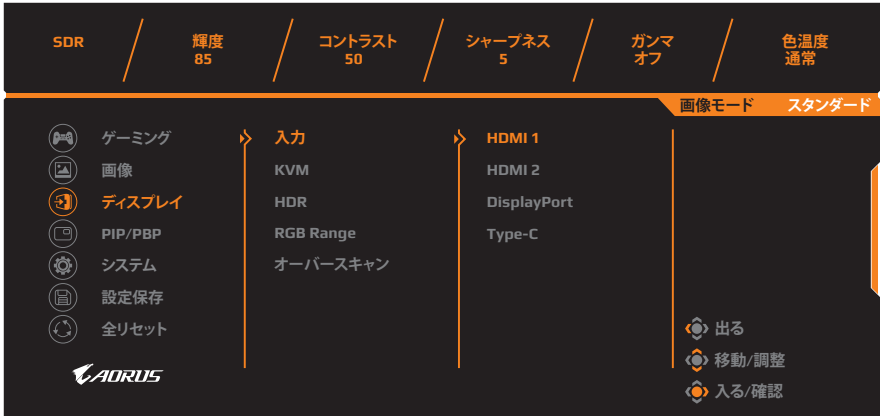 SDR
輝度
85
コントラスト
50
シャープネス
5
ガンマ
オフ
色温度
通常
画像モード スタンダード
ゲーミング
画像
ディスプレイ
PIP/PBP
システム
設定保存
全リセット
入力
KVM
HDR
RGB Range
オーバースキャン
HDMI 1
HDMI 2
DisplayPort
Type-C
出る
移動/調整
入る/確認
AORUS